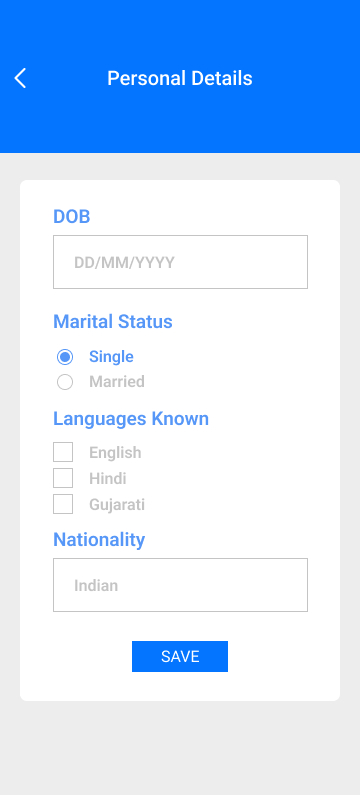 Personal Details
DOB
DD/MM/YYYY
Marital Status
Single
Married
Languages Known
English
Hindi
Gujarati
Nationality
Indian
SAVE